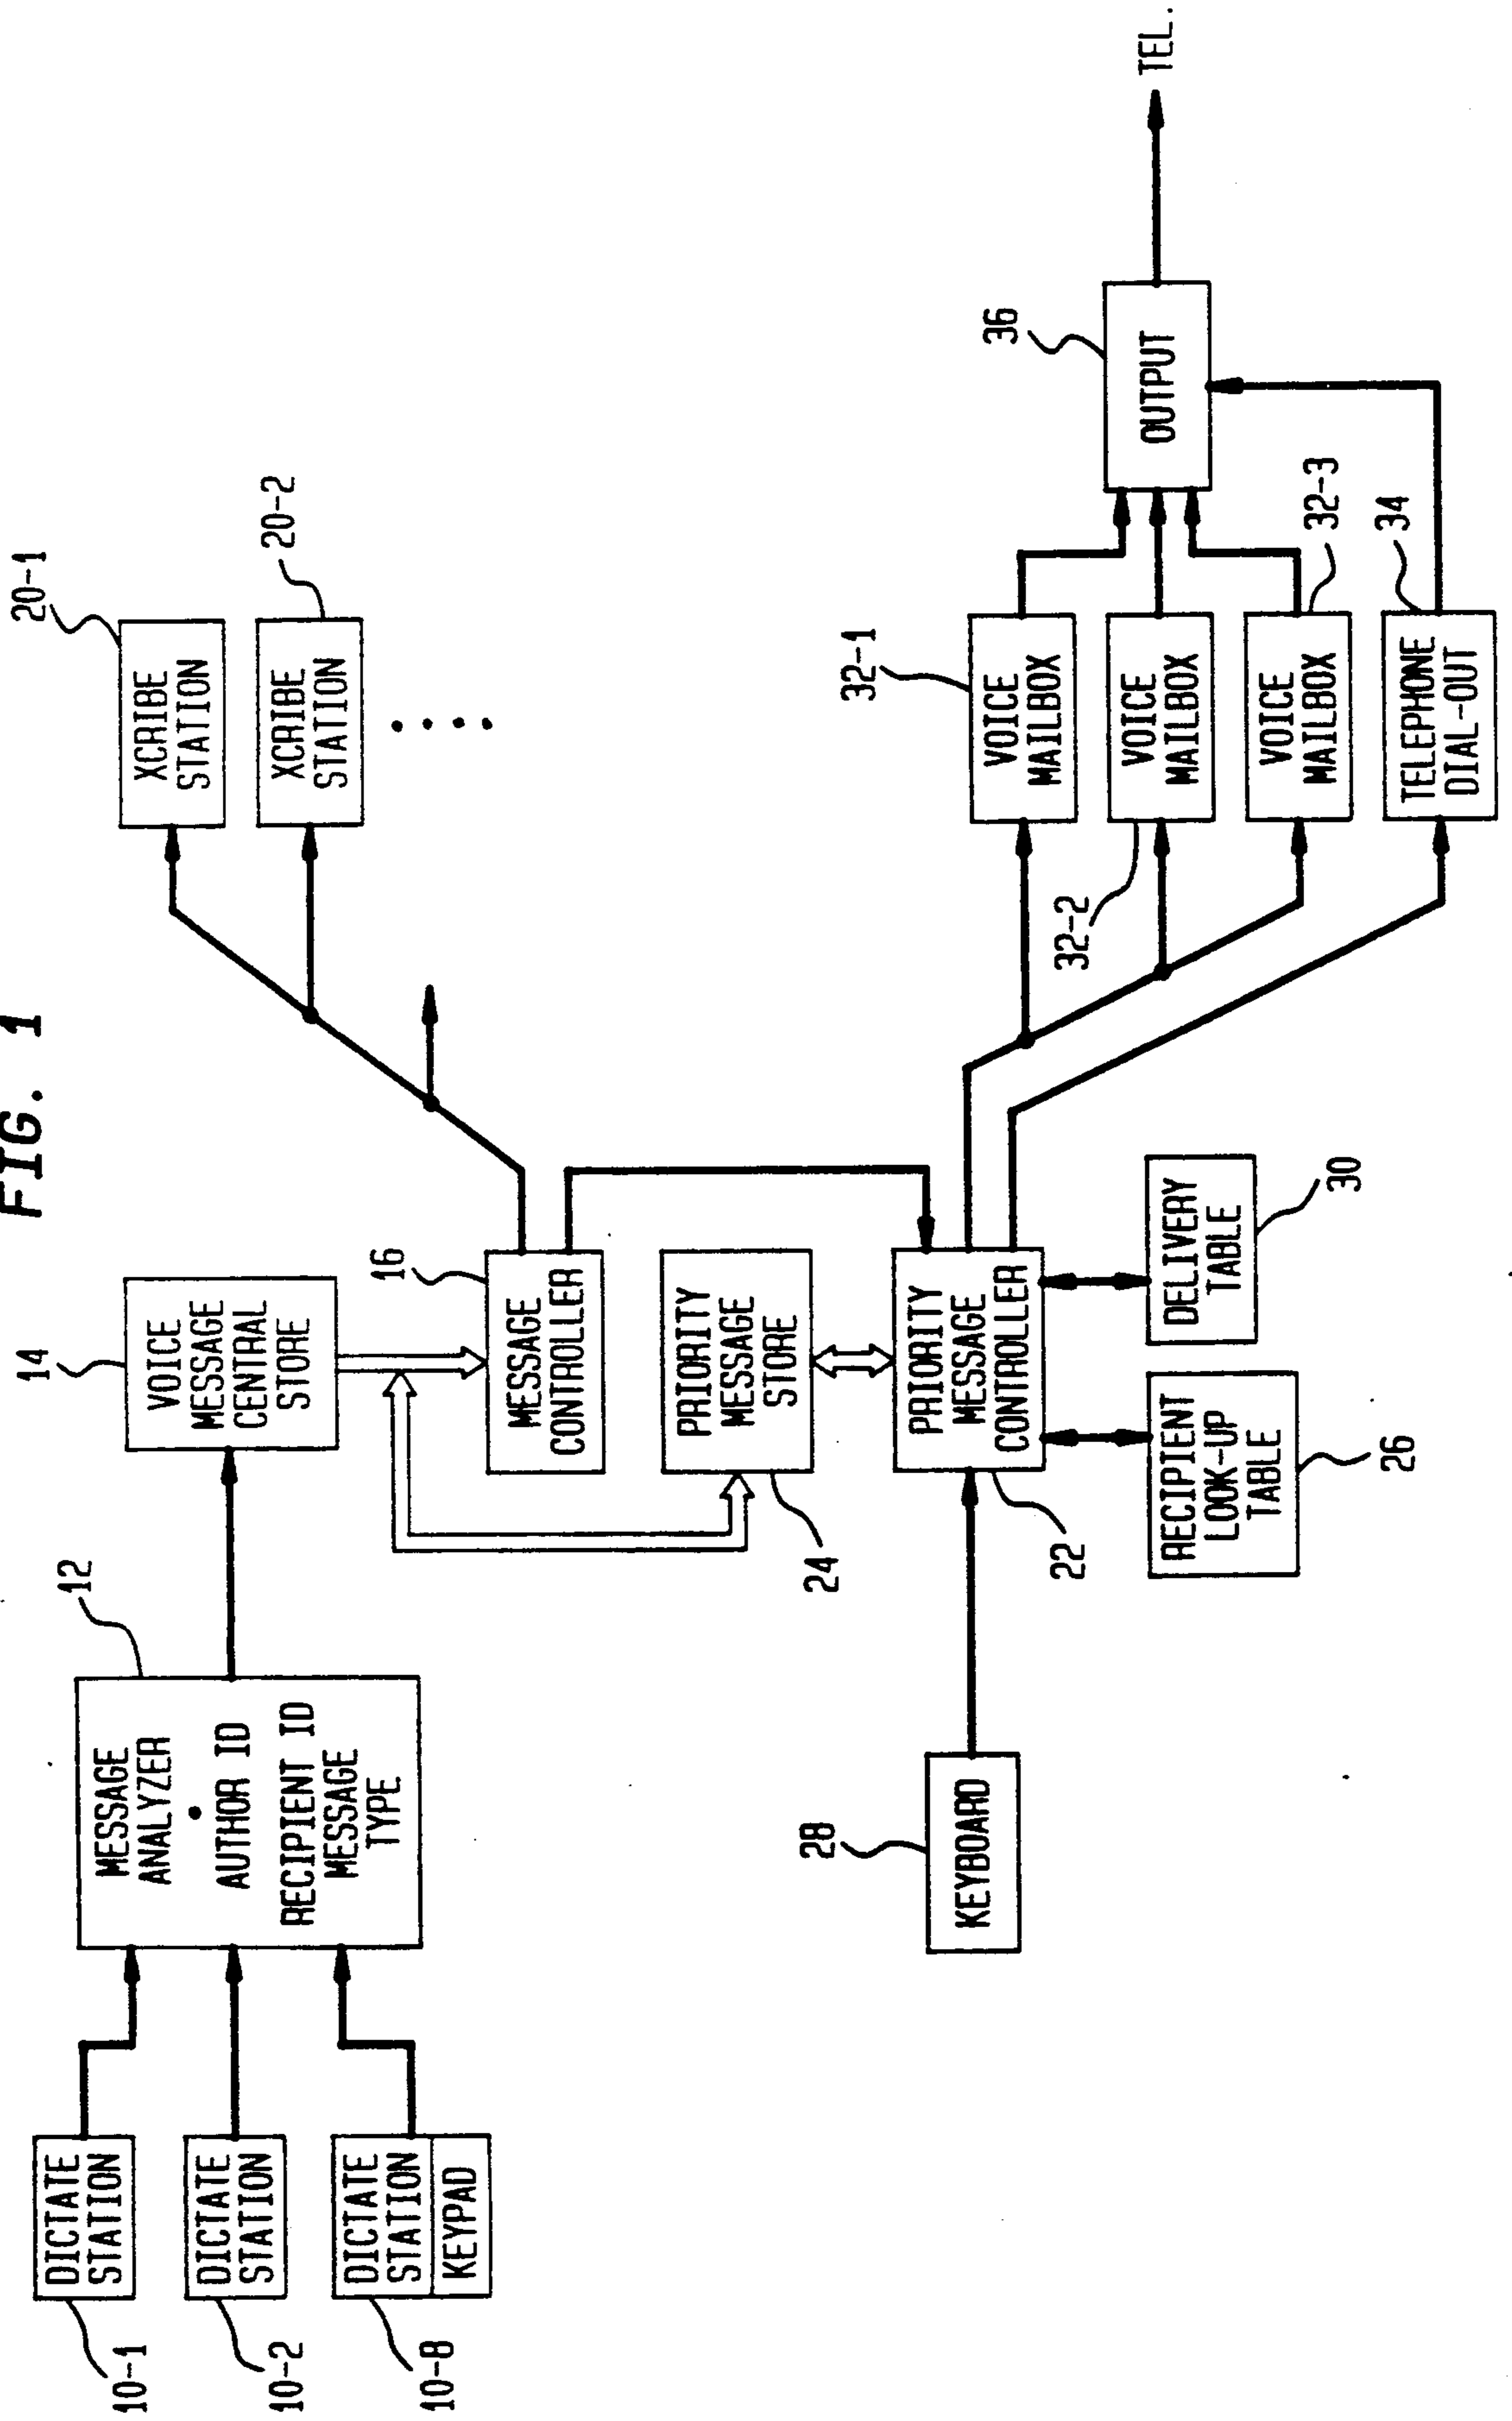 FIG. 1
DICTATE
STATION
10-1
DICTATE
STATION
10-2
DICTATE
STATION
KEYPAD
10-8
MESSAGE
ANALYZER
•
AUTHOR ID
RECIPIENT ID
MESSAGE
TYPE
12
14
VOICE
MESSAGE
CENTRAL
STORE
16
MESSAGE
CONTROLLER
20-1
XCRIBE
STATION
20-2
XCRIBE
STATION
PRIORITY
MESSAGE
STORE
24
28
KEYBOARD
PRIORITY
MESSAGE
CONTROLLER
22
RECIPIENT
LOOK-UP
TABLE
26
DELIVERY
TABLE
30
32-1
VOICE
MAILBOX
32-2
VOICE
MAILBOX
VOICE
MAILBOX
32-3
TELEPHONE
DIAL-OUT
34
36
OUTPUT
TEL.